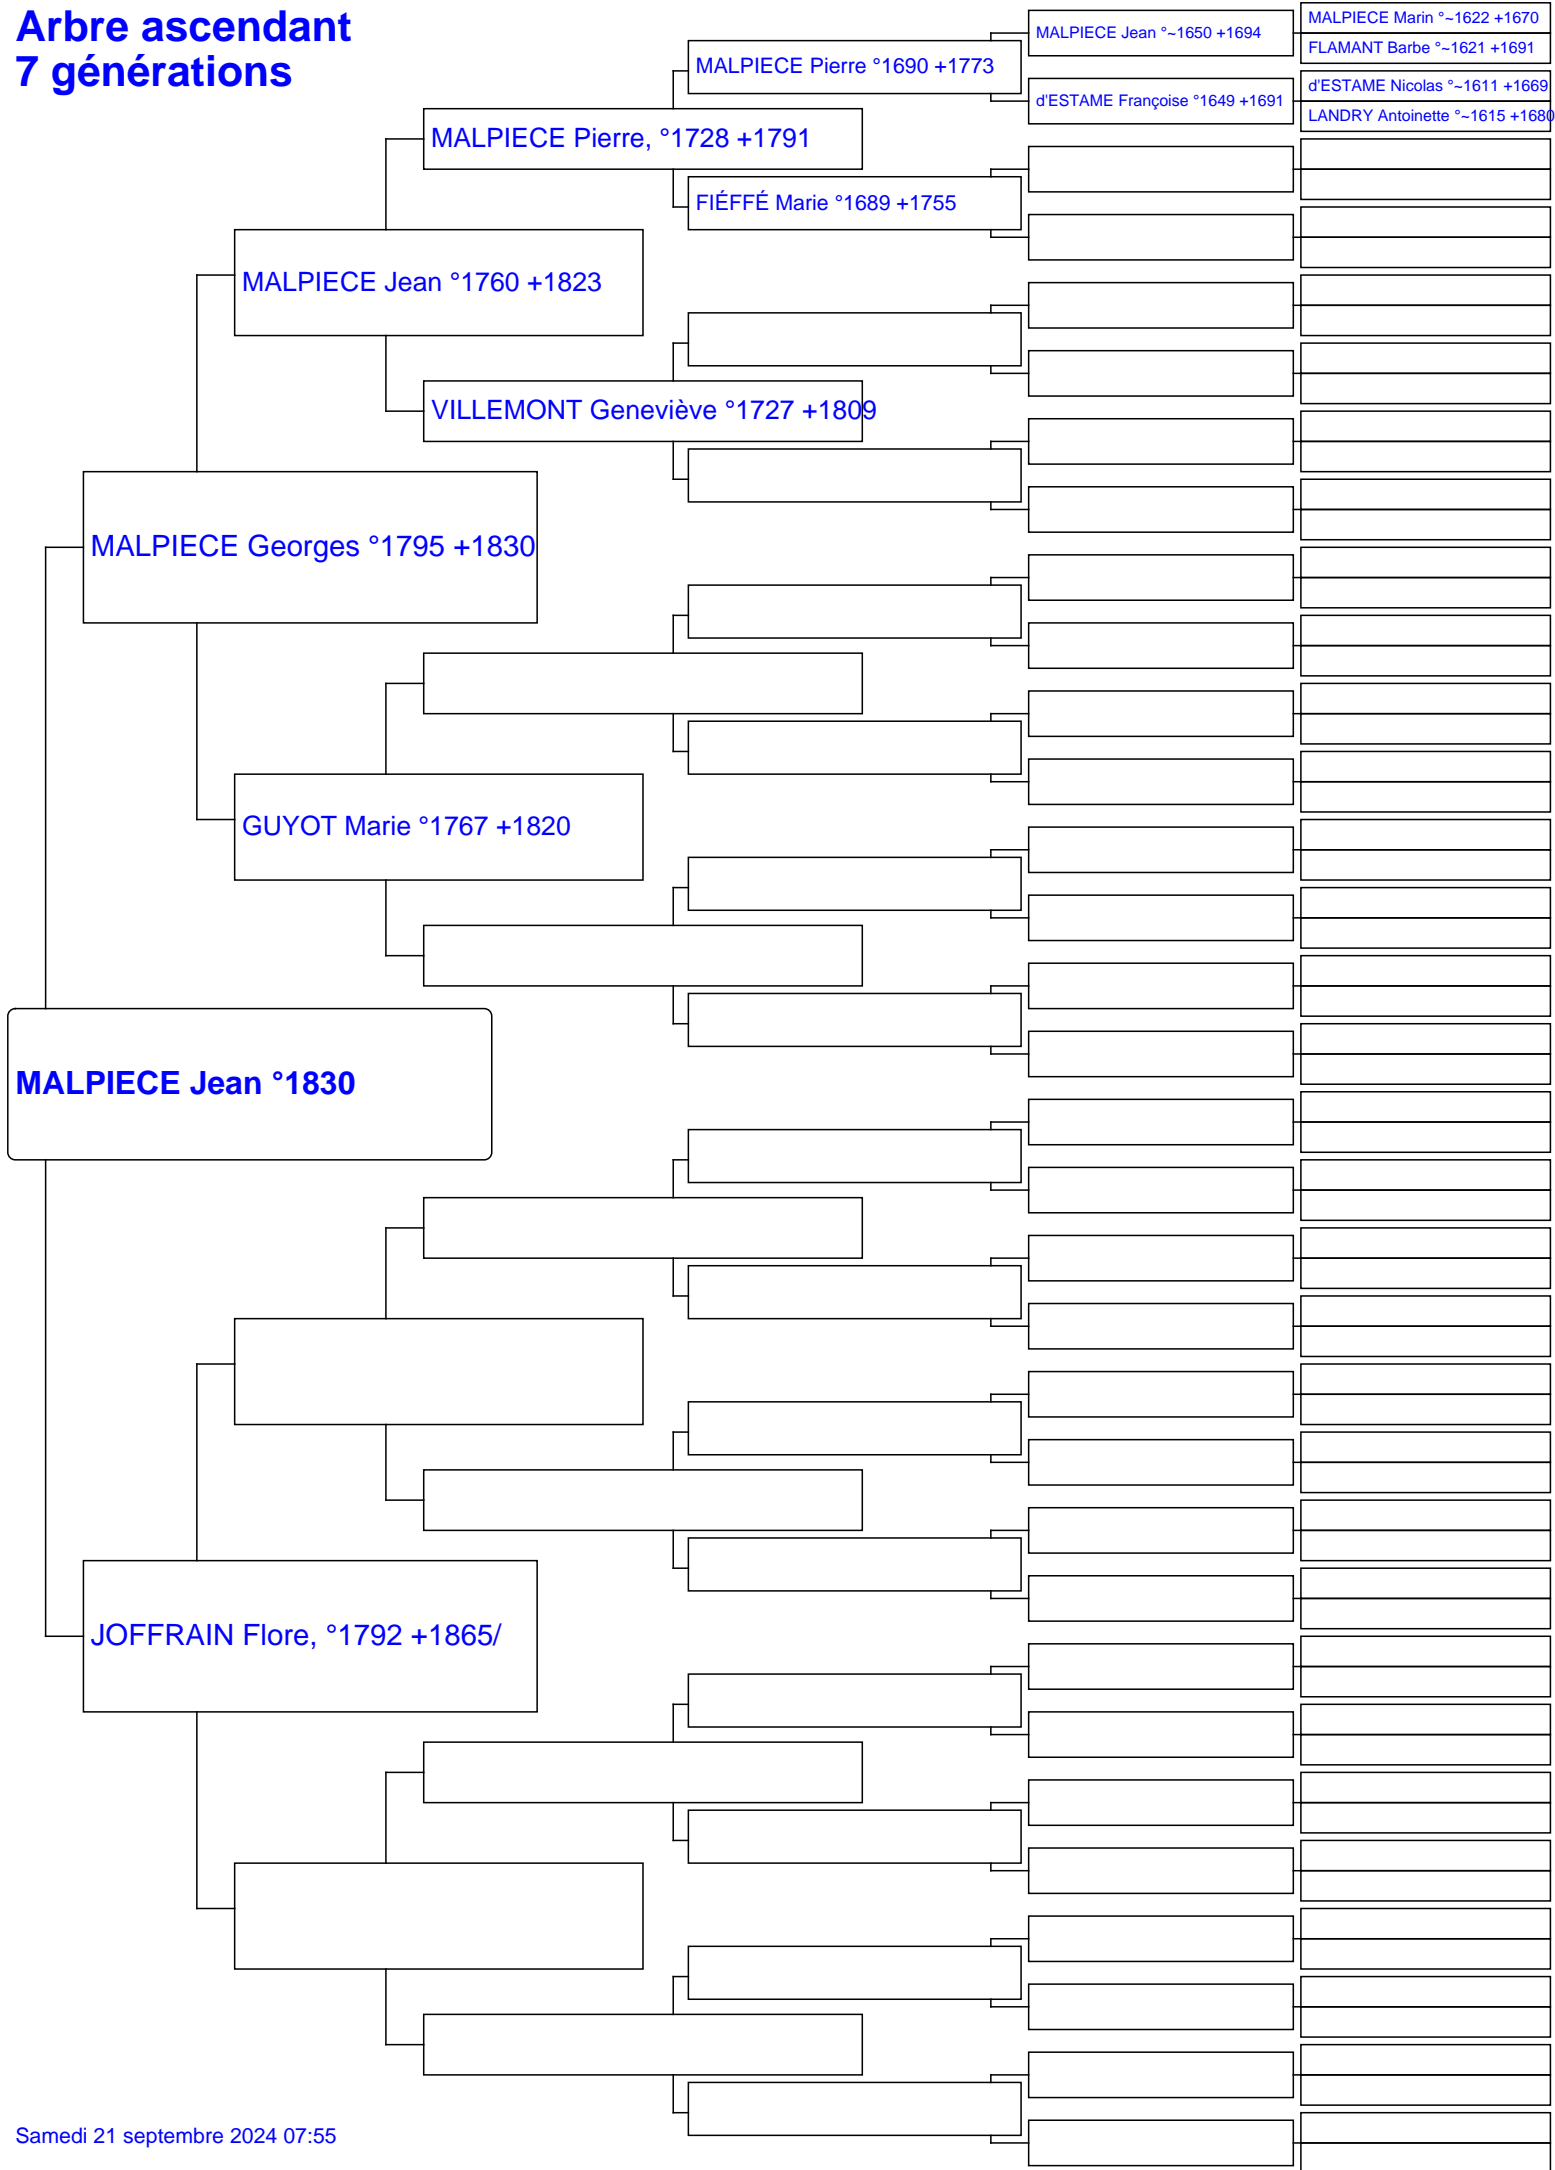 Arbre ascendant
7 générations
MALPIECE Marin °~1622 +1670
MALPIECE Jean °~1650 +1694
FLAMANT Barbe °~1621 +1691
MALPIECE Pierre °1690 +1773
d'ESTAME Nicolas °~1611 +1669
d'ESTAME Françoise °1649 +1691
LANDRY Antoinette °~1615 +1680
MALPIECE Pierre, °1728 +1791
FIÉFFÉ Marie °1689 +1755
MALPIECE Jean °1760 +1823
VILLEMONT Geneviève °1727 +1809
MALPIECE Georges °1795 +1830
GUYOT Marie °1767 +1820
MALPIECE Jean °1830
JOFFRAIN Flore, °1792 +1865/
Samedi 21 septembre 2024 07:55